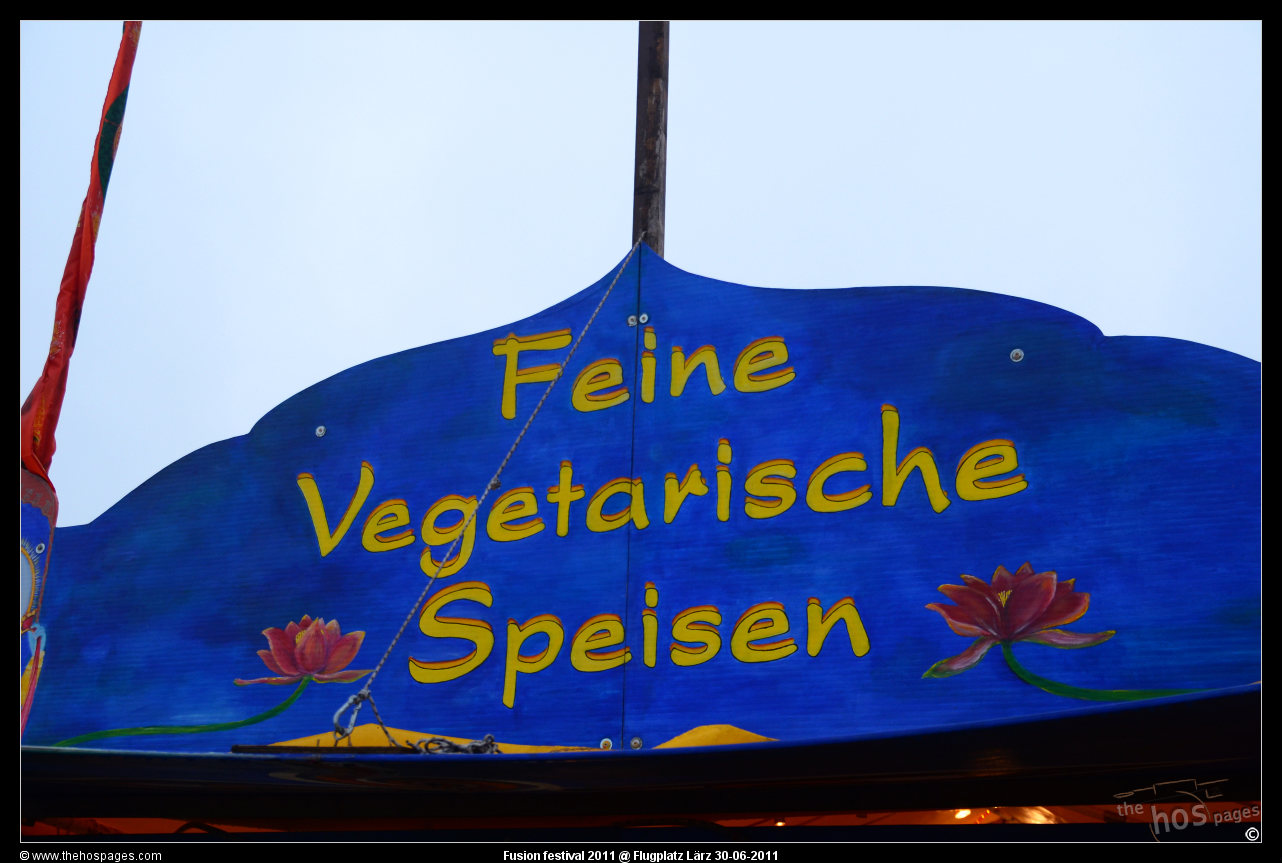 Feine
Vegetarische
Speisen
the hos pages
©
© www.thehospages.com
Fusion festival 2011 @ Flugplatz Lärz 30-06-2011